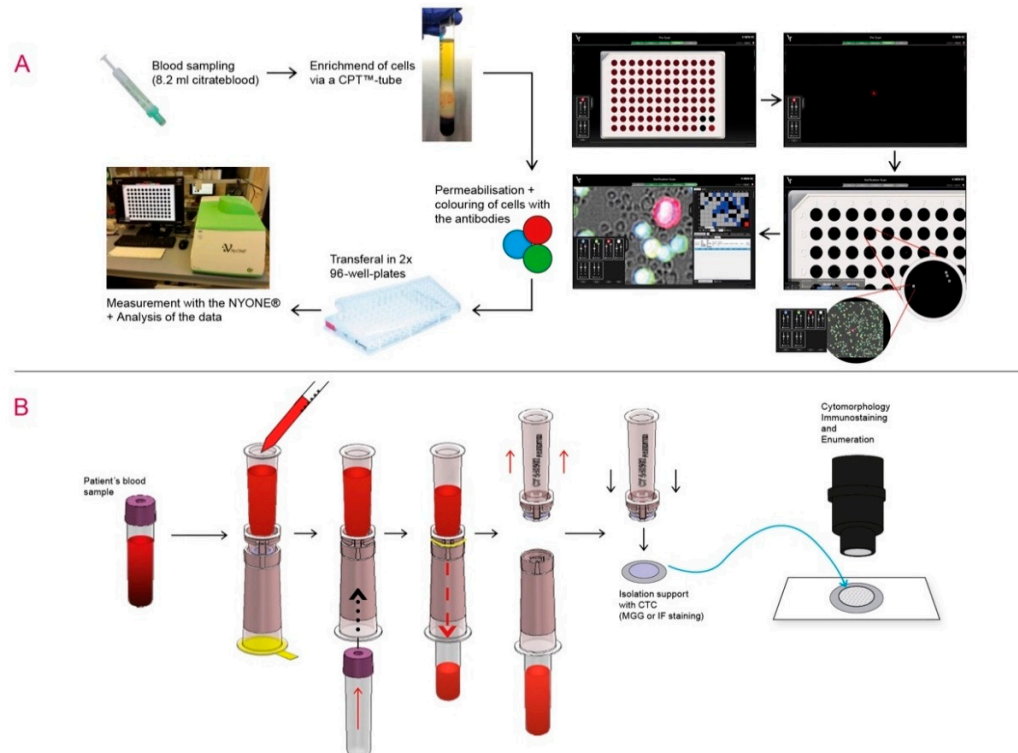 A
Blood sampling
(8.2 ml citrateblood)
Enrichmend of cells
via a CPT™-tube
Permeabilisation +
colouring of cells with
the antibodies
Transferal in 2x
96-well-plates
Measurement with the NYONE®
+ Analysis of the data
B
Patient´s blood
sample
Isolation support
with CTC
(MGG or IF staining)
Cytomorphology
Immunostaining
and
Enumeration